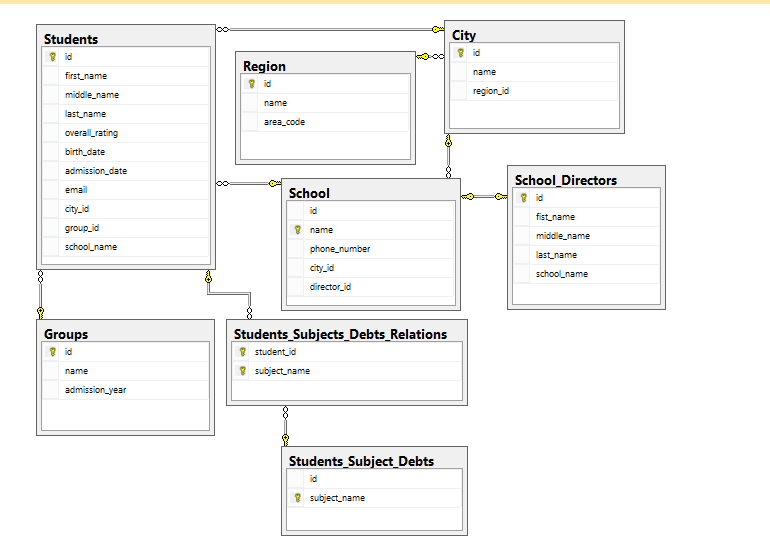 Students
id
first_name
middle_name
last_name
overall_rating
birth_date
admission_date
email
city_id
group_id
school_name
Region
id
name
area_code
City
id
name
region_id
School
id
name
phone_number
city_id
director_id
School_Directors
id
fist_name
middle_name
last_name
school_name
Groups
id
name
admission_year
Students_Subjects_Debts_Relations
student_id
subject_name
Students_Subject_Debts
id
subject_name